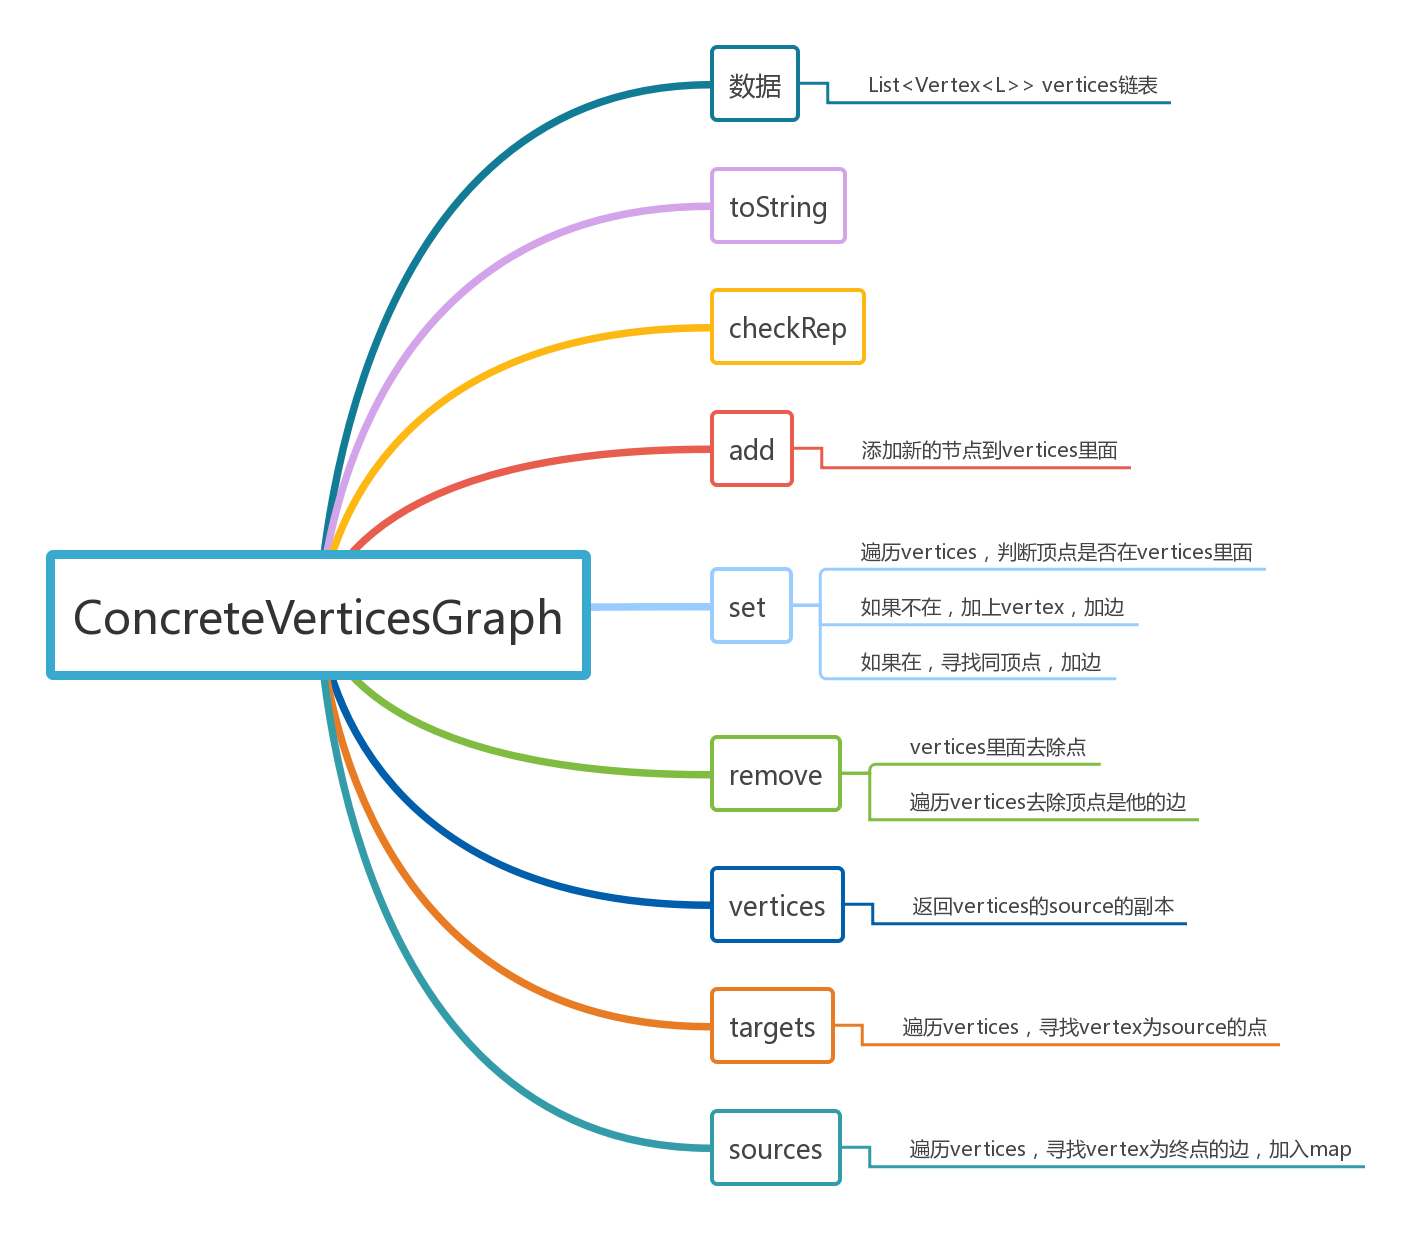 数据
List<Vertex<L>> vertices链表
toString
checkRep
add
添加新的节点到vertices里面
ConcreteVerticesGraph
set
遍历vertices，判断顶点是否在vertices里面
如果不在，加上vertex，加边
如果在，寻找同顶点，加边
remove
vertices里面去除点
遍历vertices去除顶点是他的边
vertices
返回vertices的source的副本
targets
遍历vertices，寻找vertex为source的点
sources
遍历vertices，寻找vertex为终点的边，加入map